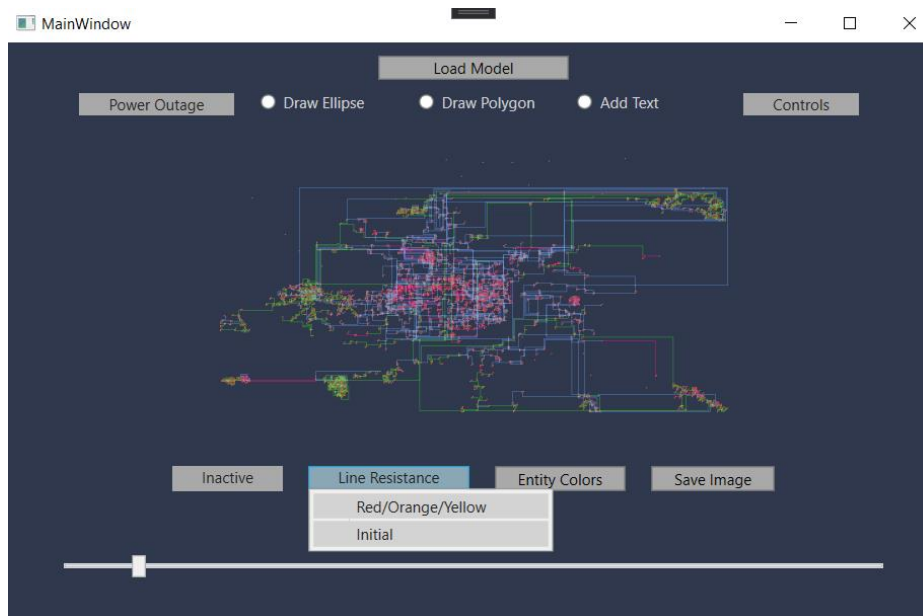 MainWindow
Load Model
Power Outage
Draw Ellipse
Draw Polygon
Add Text
Controls
Inactive
Line Resistance
Entity Colors
Save Image
Red/Orange/Yellow
Initial